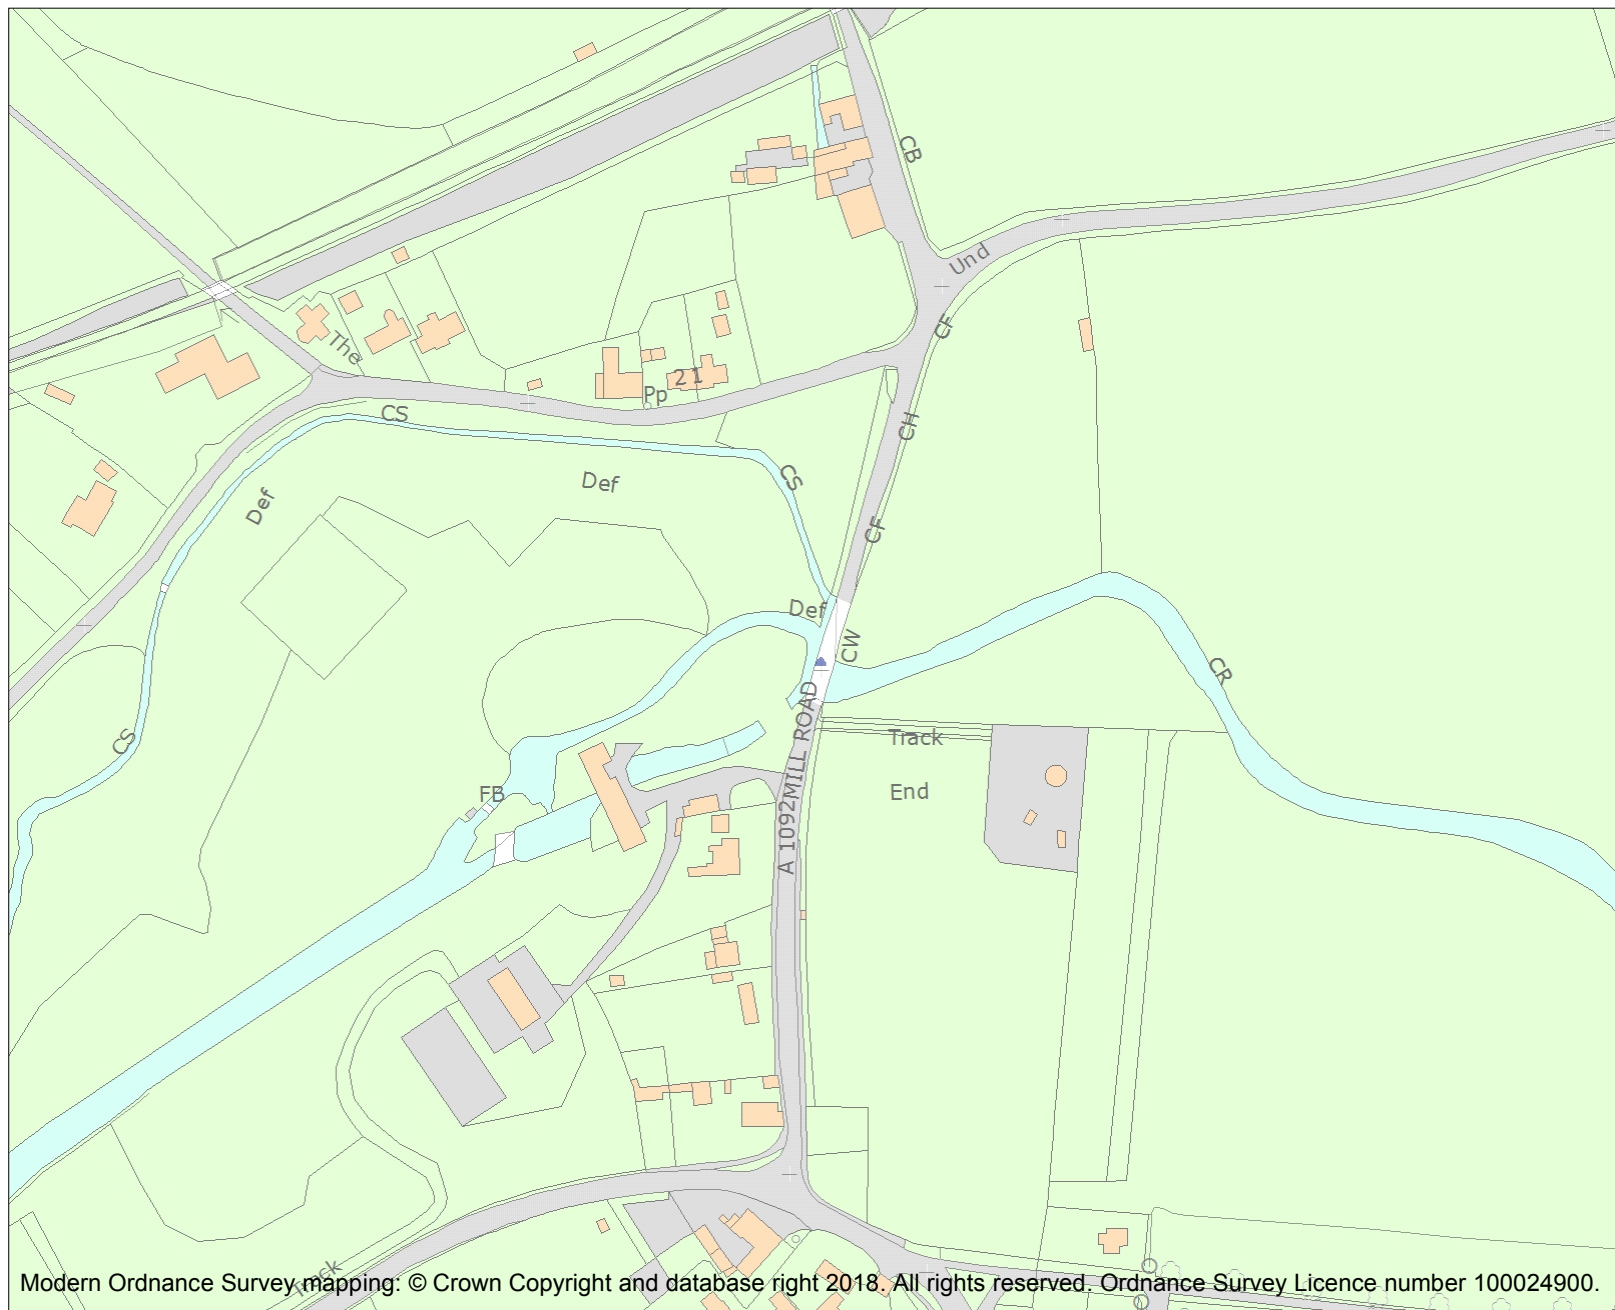 CB
Und
CF
The
21
Pp
CS
CH
CS
Def
Def
CF
Def
CW
CR
A 1092MILL ROAD
CS
Track
End
FB
Track
Modern Ordnance Survey mapping: © Crown Copyright and database right 2018. All rights reserved. Ordnance Survey Licence number 100024900.